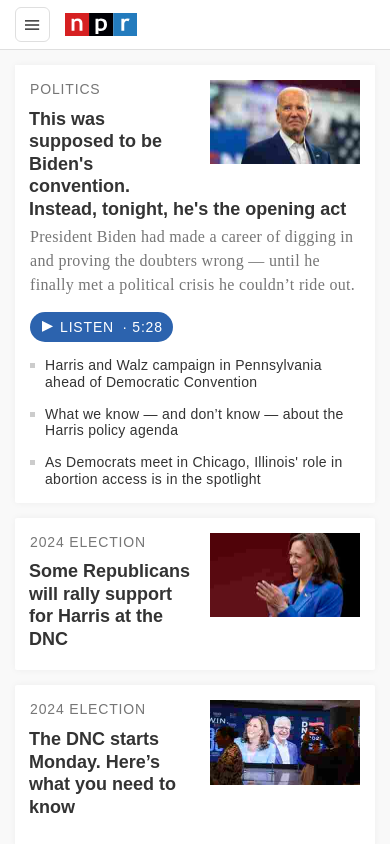 npr
POLITICS
This was
supposed to be
Biden's
convention.
Instead, tonight, he's the opening act
President Biden had made a career of digging in
and proving the doubters wrong — until he
finally met a political crisis he couldn't ride out.
LISTEN · 5:28
Harris and Walz campaign in Pennsylvania
ahead of Democratic Convention
What we know — and don’t know — about the
Harris policy agenda
As Democrats meet in Chicago, Illinois' role in
abortion access is in the spotlight
2024 ELECTION
Some Republicans
will rally support
for Harris at the
DNC
2024 ELECTION
The DNC starts
Monday. Here’s
what you need to
know